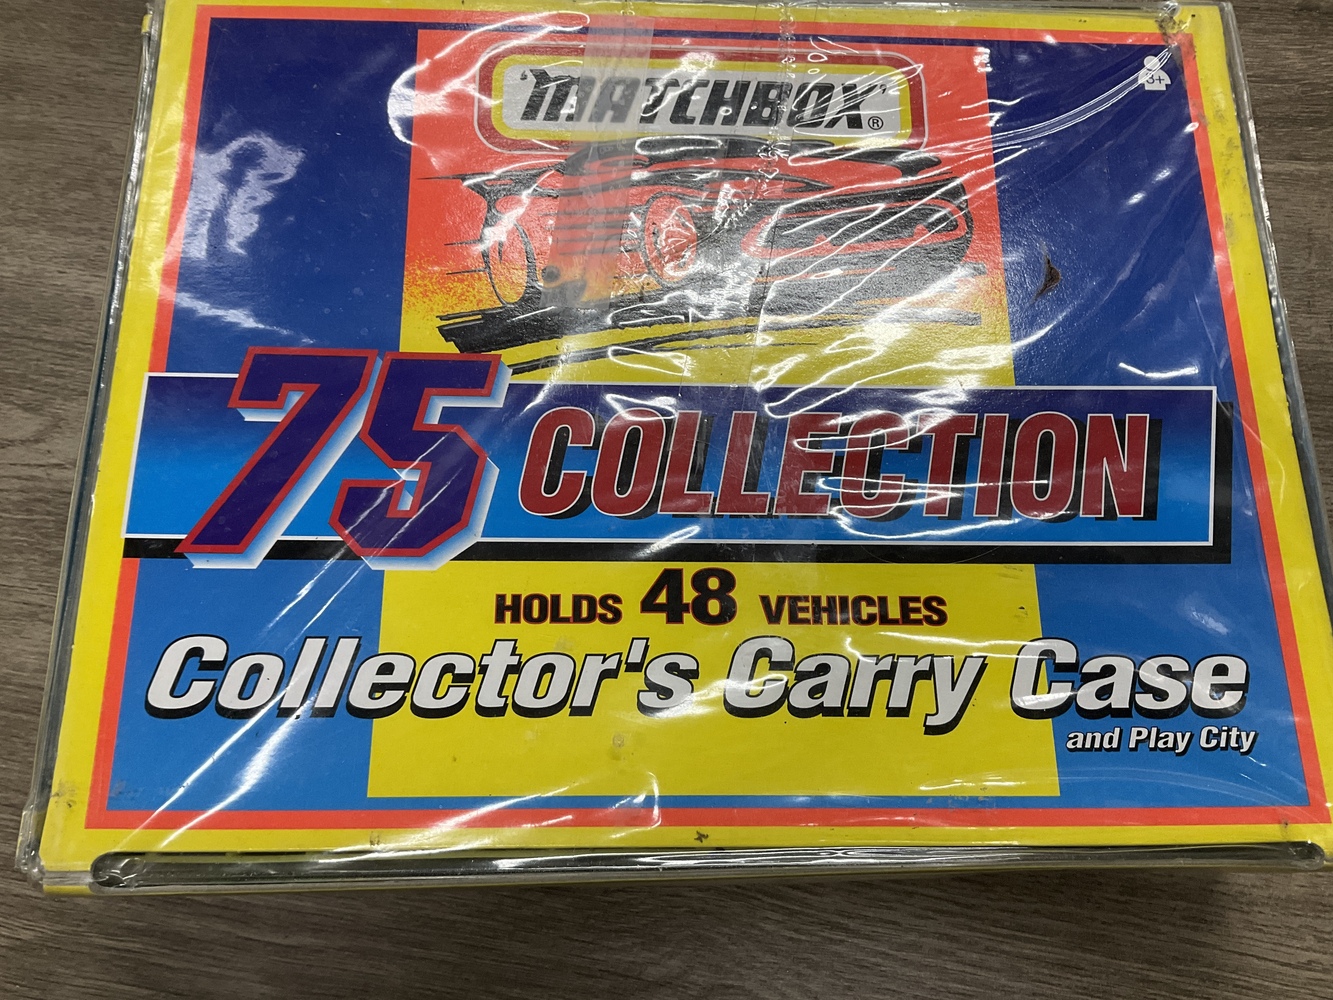 MATCHBOX®
3+
75 COLLECTION
HOLDS 48 VEHICLES
Collector's Carry Case
and Play City